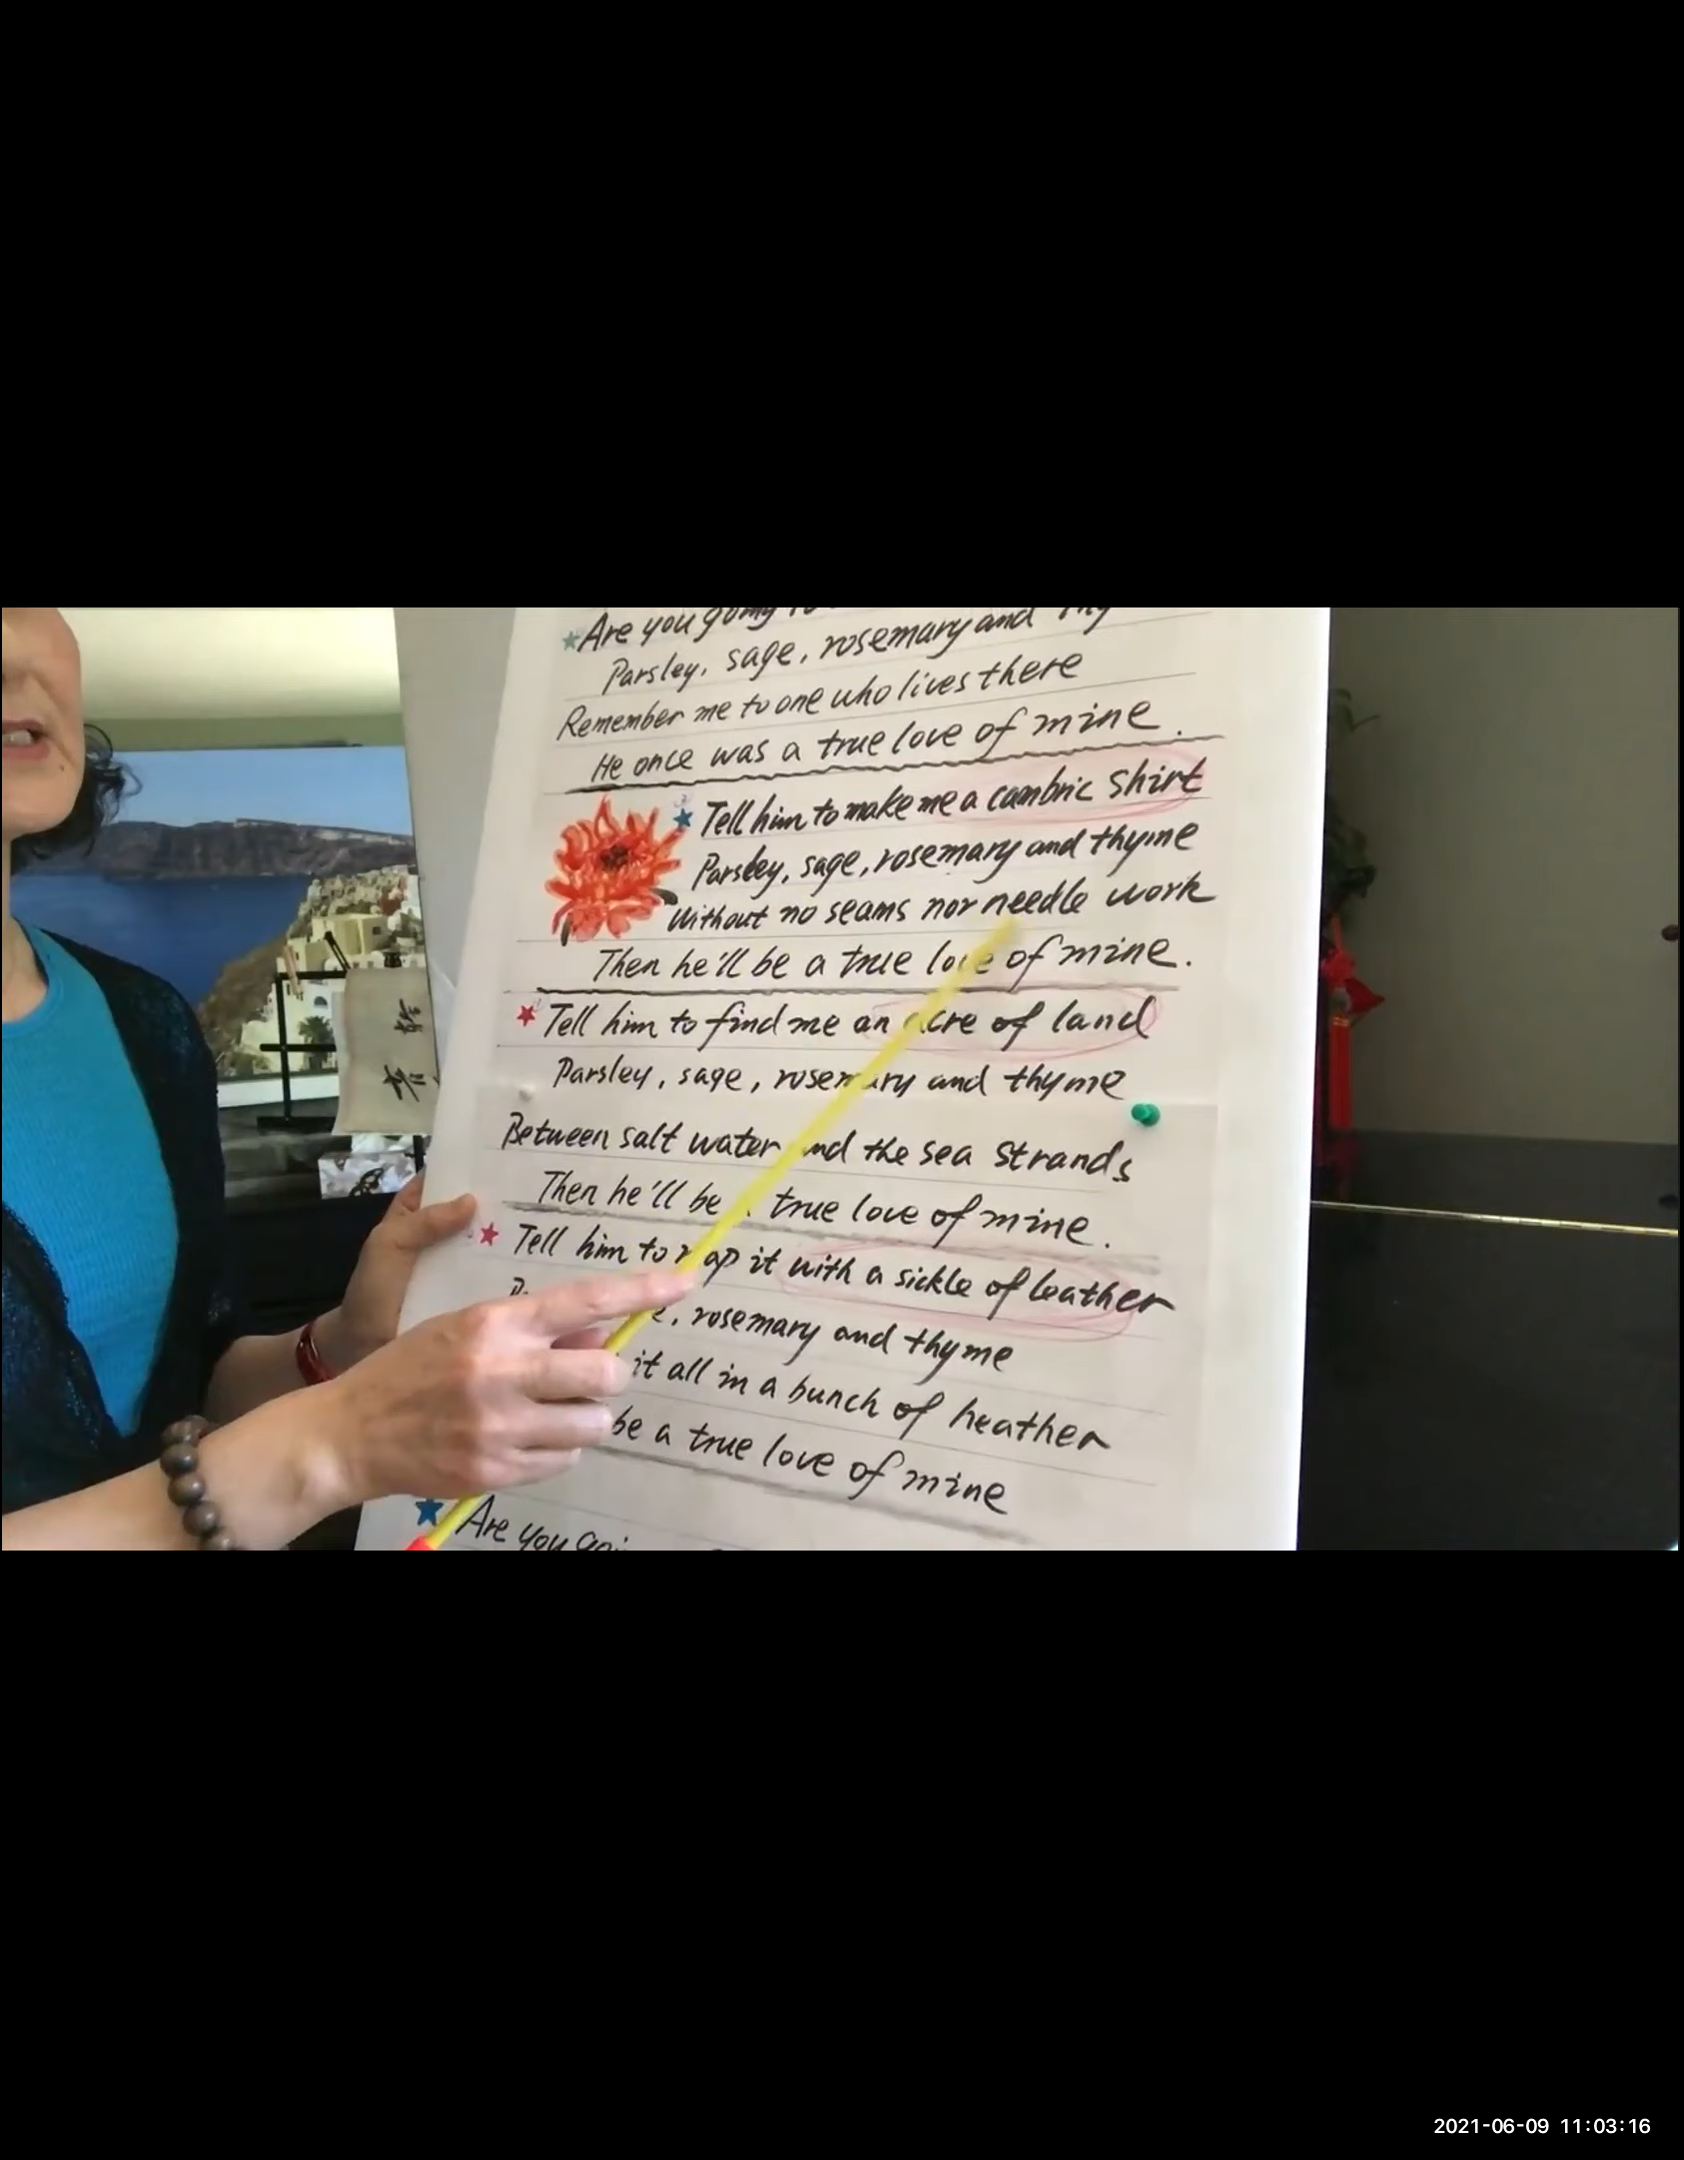 Are you going to
Parsley, sage, rosemary and thy
Remember me to one who lives there
He once was a true love of mine.
Tell him to make me a cambric shirt
Parsley, sage, rosemary and thyme
Without no seams nor needle work
Then he'll be a true love of mine.
Tell him to find me an acre of land
Parsley, sage, rosemary and thyme
Between salt water and the sea strands
Then he'll be true love of mine.
Tell him to reap it with a sickle of leather
rosemary and thyme
it all in a bunch of heather
be a true love of mine
Are you goi
2021-06-09 11:03:16